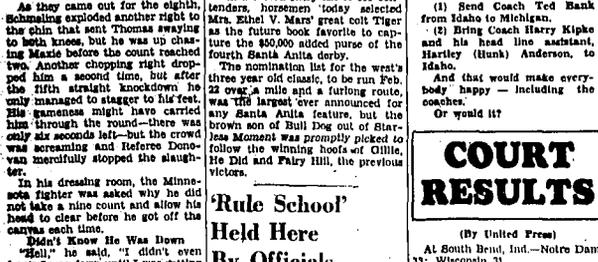 As they came out for the eighth,
Schmeling exploded another right to
the chin that sent Thomas swaying
to both knees, but he was up chas-
ing Maxie before the count reached
two. Another chopping right drop-
ped him a second time, but after
the fifth straight knockdown he
only managed to stagger to his feet.
His gameness might have carried
him through the round—there was
only six seconds left—but the crowd
was screaming and Referee Dono-
van mercifully stopped the slaugh-
ter.
In his dressing room, the Minne-
sota fighter was asked why he did
not take a nine count and allow his
head to clear before he got off the
canvas each time.
Didn't Know He Was Down
"Hell," he said, "I didn't even
tenders, horsemen today selected
Mrs. Ethel V. Mars' great colt Tiger
as the future book favorite to cap-
ture the $50,000 added purse of the
fourth Santa Anita derby.
The nomination list for the west's
three year old classic, to be run Feb.
22 over a mile and a furlong route,
was the largest ever announced for
any Santa Anita feature, but the
brown son of Bull Dog out of Star-
less Moment was promptly picked to
follow the winning hoofs of Gillie,
He Did and Fairy Hill, the previous
victors.
'Rule School'
Held Here
By Officials
(1) Send Coach Ted Bank
from Idaho to Michigan.
(2) Bring Coach Harry Kipke
and his head line assistant,
Hartley (Hunk) Anderson, to
Idaho.
And that would make every-
body happy — including the
coaches.
Or would it?
COURT
RESULTS
(By United Press)
At South Bend, Ind.—Notre Dam
Wisconsin 31